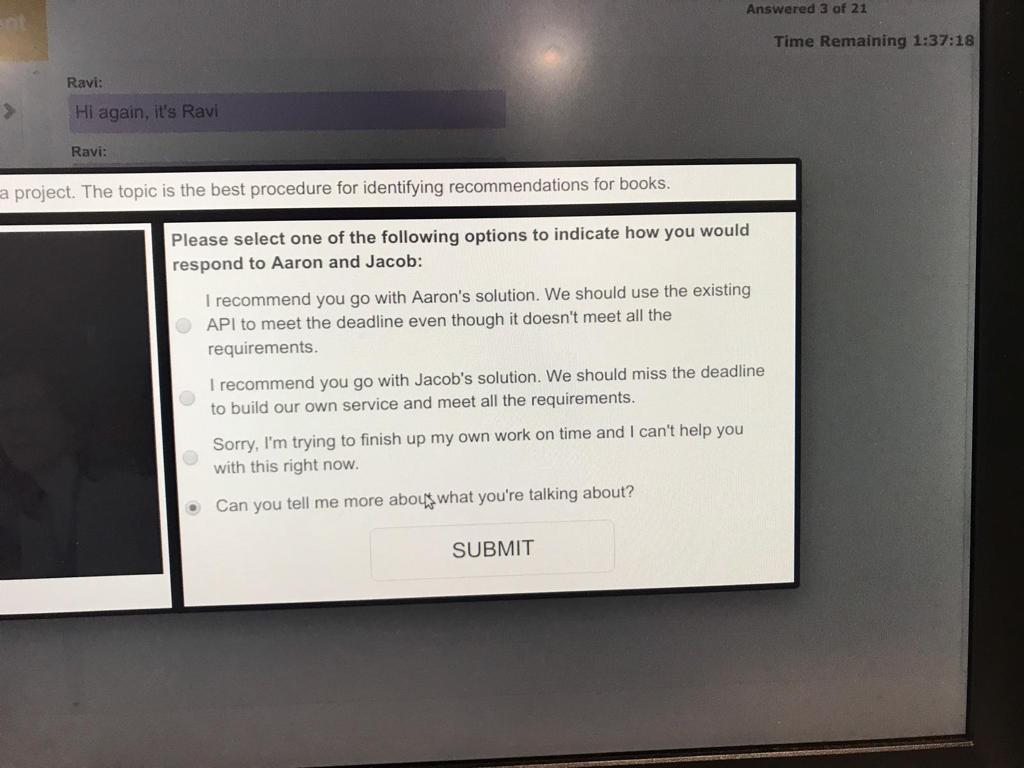 nt
Answered 3 of 21
Time Remaining 1:37:18
Ravi:
Hi again, it's Ravi
Ravi:
a project. The topic is the best procedure for identifying recommendations for books.
Please select one of the following options to indicate how you would
respond to Aaron and Jacob:
I recommend you go with Aaron's solution. We should use the existing
API to meet the deadline even though it doesn't meet all the
requirements.
I recommend you go with Jacob's solution. We should miss the deadline
to build our own service and meet all the requirements.
Sorry, I'm trying to finish up my own work on time and I can't help you
with this right now.
Can you tell me more about what you're talking about?
SUBMIT